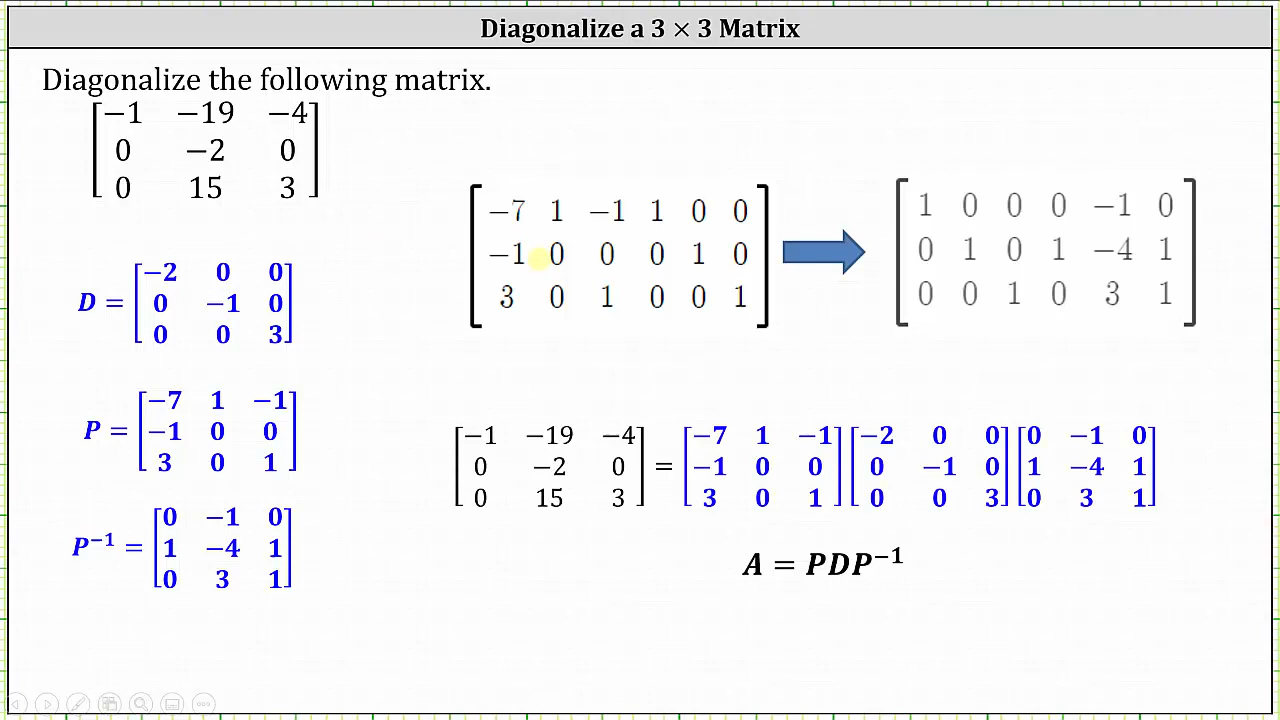 Diagonalize a 3 × 3 Matrix
Diagonalize the following matrix.
[−1 −19 −4]
[0 −2 0]
[0 15 3]
D = [−2 0 0]
[0 −1 0]
[0 0 3]
P = [−7 1 −1]
[−1 0 0]
[3 0 1]
P⁻¹ = [0 −1 0]
[1 −4 1]
[0 3 1]
[−7 1 −1 1 0 0]
[−1 0 0 0 1 0]
[3 0 1 0 0 1]
[1 0 0 0 −1 0]
[0 1 0 1 −4 1]
[0 0 1 0 3 1]
[−1 −19 −4] [−7 1 −1] [−2 0 0] [0 −1 0]
[0 −2 0] = [−1 0 0] [0 −1 0] [1 −4 1]
[0 15 3] [3 0 1] [0 0 3] [0 3 1]
A = PDP⁻¹